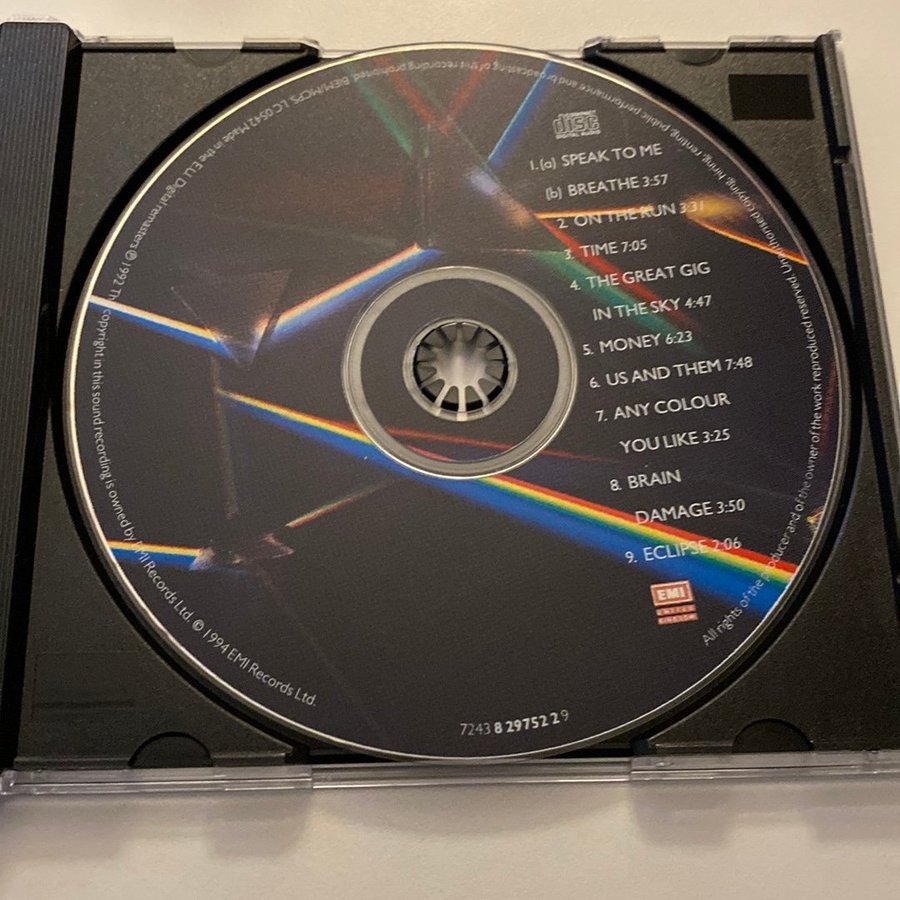 COMPACT
disc
DIGITAL AUDIO
1.(a) SPEAK TO ME
(b) BREATHE 3:57
2. ON THE RUN 3:31
3. TIME 7:05
4. THE GREAT GIG
IN THE SKY 4:47
5. MONEY 6:23
6. US AND THEM 7:48
7. ANY COLOUR
YOU LIKE 3:25
8. BRAIN
DAMAGE 3:50
9. ECLIPSE 2:06
EMI
UNITED
KINGDOM
7243 8 29752 2 9
All rights of the producer and of the owner of the work reproduced reserved. Unauthorised copying, hiring, renting, public performance and broadcasting of this recording prohibited. BIEM/MCPS. LC 0542 Made in the E.U. Digital remasters ℗ 1992 The copyright in this sound recording is owned by EMI Records Ltd. © 1994 EMI Records Ltd.